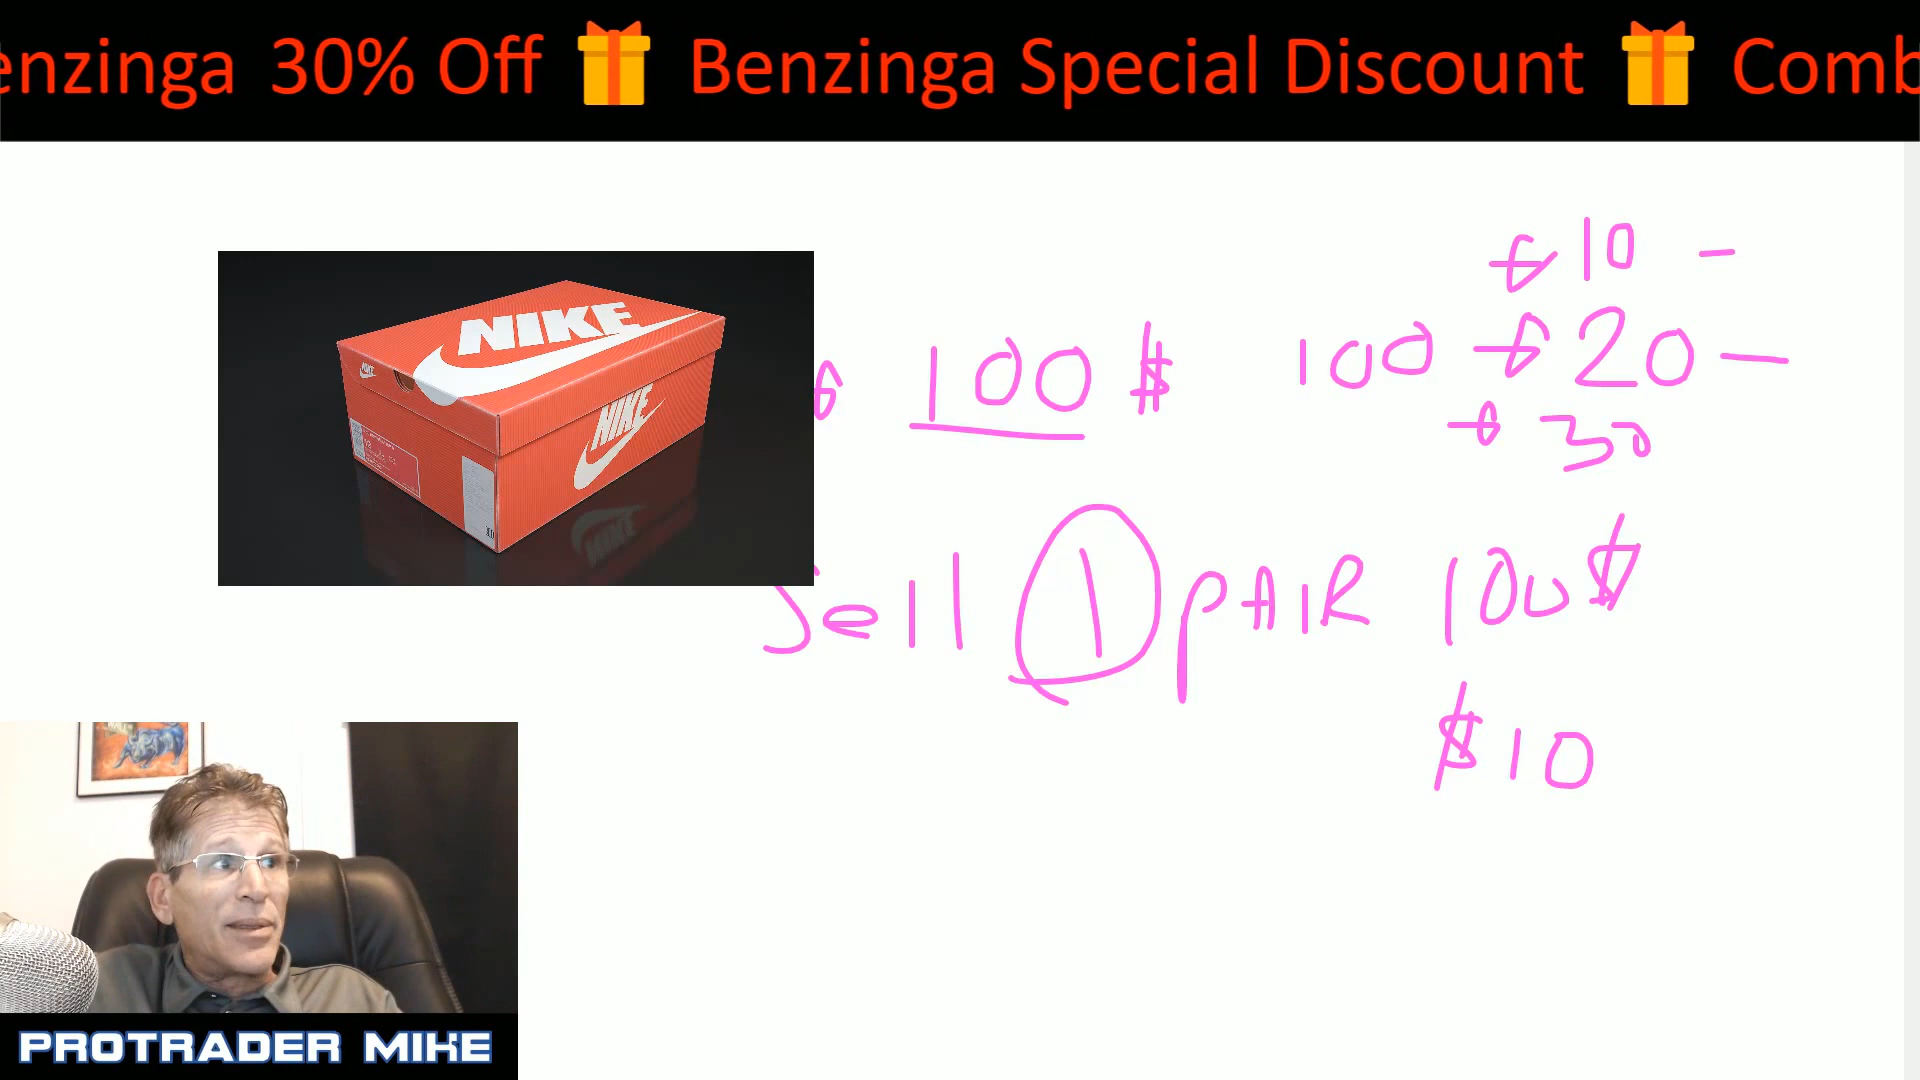 enzinga 30% Off 🎁 Benzinga Special Discount 🎁 Comb
NIKE
NIKE
10 -
100 $ 100 20 -
30
Sell 1 PAIR 100$
$10
PROTRADER MIKE